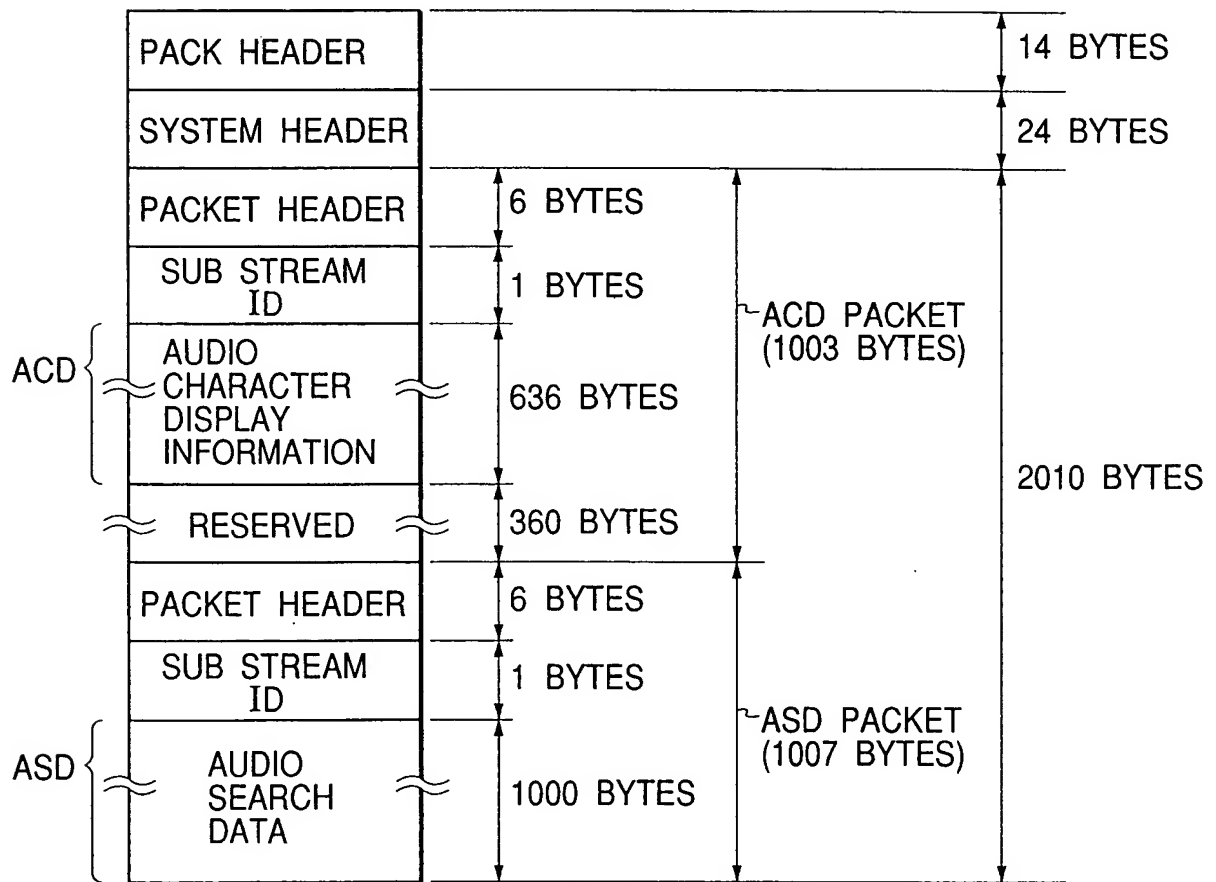 PACK HEADER
14 BYTES
SYSTEM HEADER
24 BYTES
PACKET HEADER
6 BYTES
SUB STREAM
ID
1 BYTES
ACD PACKET
(1003 BYTES)
ACD
AUDIO
CHARACTER
DISPLAY
INFORMATION
636 BYTES
2010 BYTES
RESERVED
360 BYTES
PACKET HEADER
6 BYTES
SUB STREAM
ID
1 BYTES
ASD PACKET
(1007 BYTES)
ASD
AUDIO
SEARCH
DATA
1000 BYTES